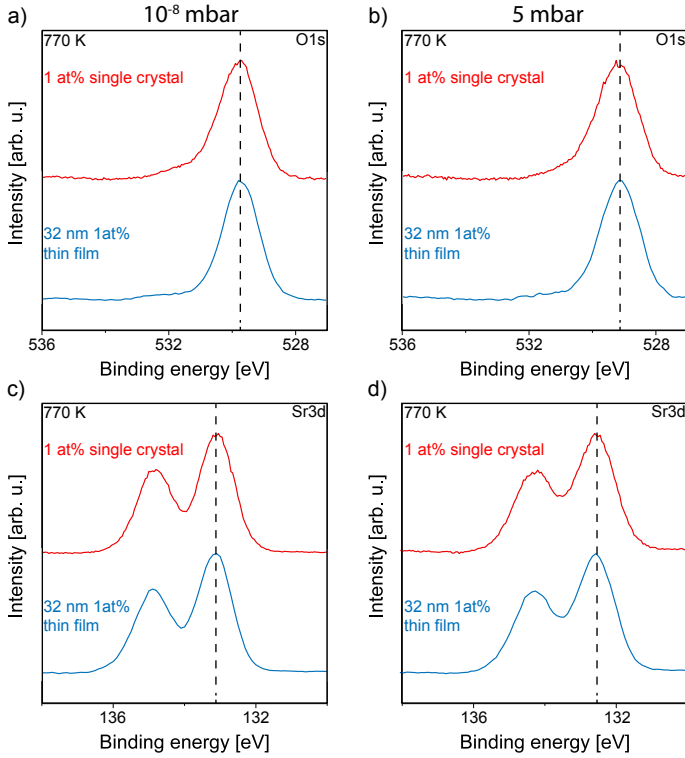 a)
10⁻⁸ mbar
770 K
O1s
1 at% single crystal
32 nm 1at%
thin film
Intensity [arb. u.]
536
532
528
Binding energy [eV]
b)
5 mbar
770 K
O1s
1 at% single crystal
32 nm 1at%
thin film
Intensity [arb. u.]
536
532
528
Binding energy [eV]
c)
770 K
Sr3d
1 at% single crystal
32 nm 1at%
thin film
Intensity [arb. u.]
136
132
Binding energy [eV]
d)
770 K
Sr3d
1 at% single crystal
32 nm 1at%
thin film
Intensity [arb. u.]
136
132
Binding energy [eV]